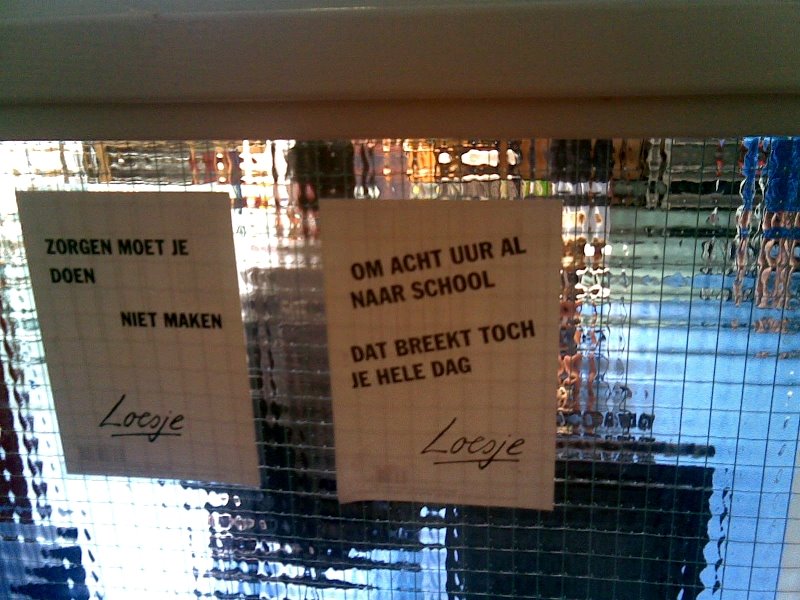 ZORGEN MOET JE
DOEN
NIET MAKEN
Loesje
OM ACHT UUR AL
NAAR SCHOOL
DAT BREEKT TOCH
JE HELE DAG
Loesje